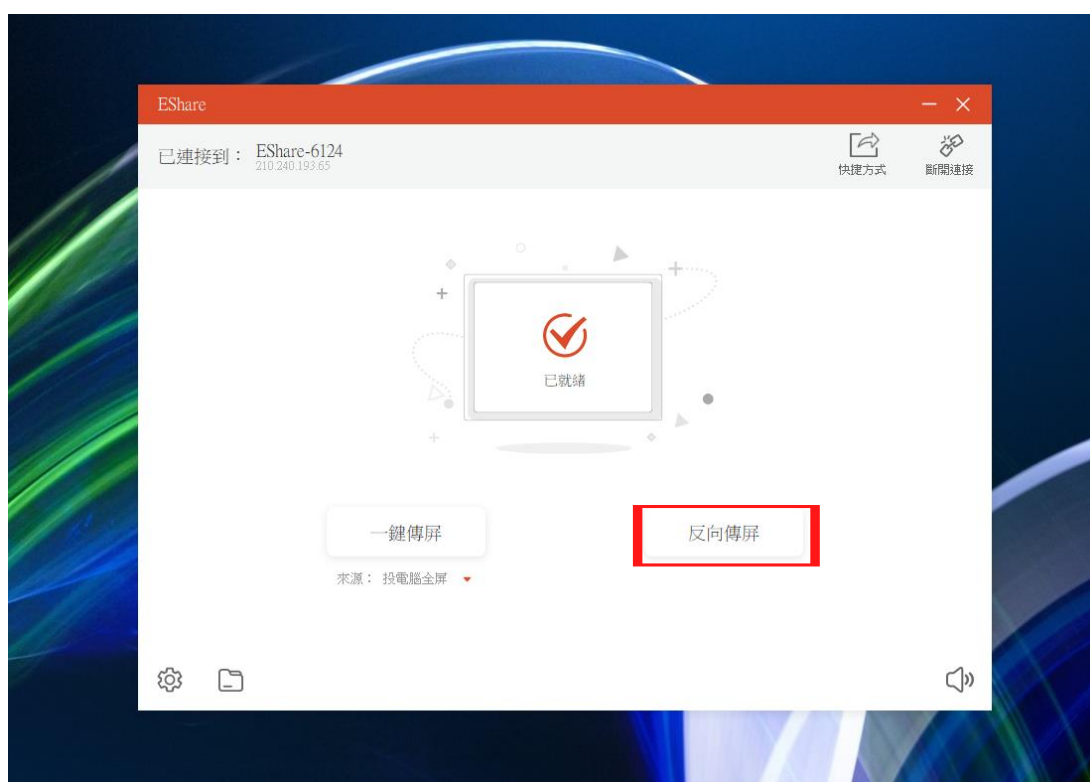 EShare
已連接到： EShare-6124
210.240.193.65
快捷方式
斷開連接
已就緒
一鍵傳屏
反向傳屏
來源： 投電腦全屏